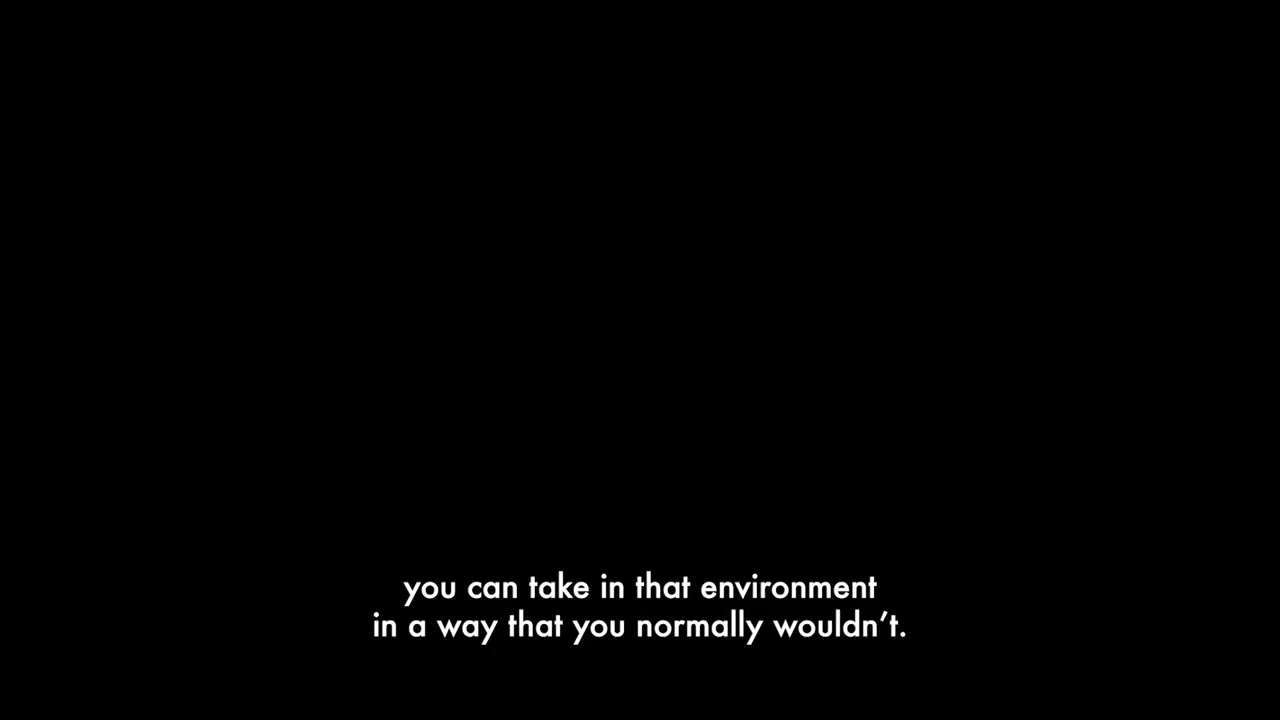 you can take in that environment
in a way that you normally wouldn’t.